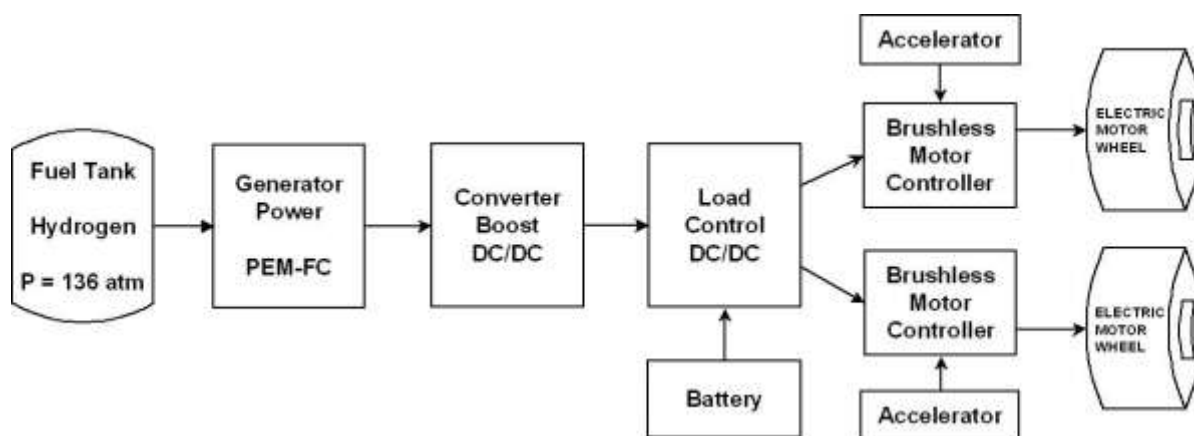 Fuel Tank
Hydrogen
P = 136 atm
Generator
Power
PEM-FC
Converter
Boost
DC/DC
Load
Control
DC/DC
Battery
Accelerator
Brushless
Motor
Controller
ELECTRIC
MOTOR
WHEEL
Brushless
Motor
Controller
Accelerator
ELECTRIC
MOTOR
WHEEL